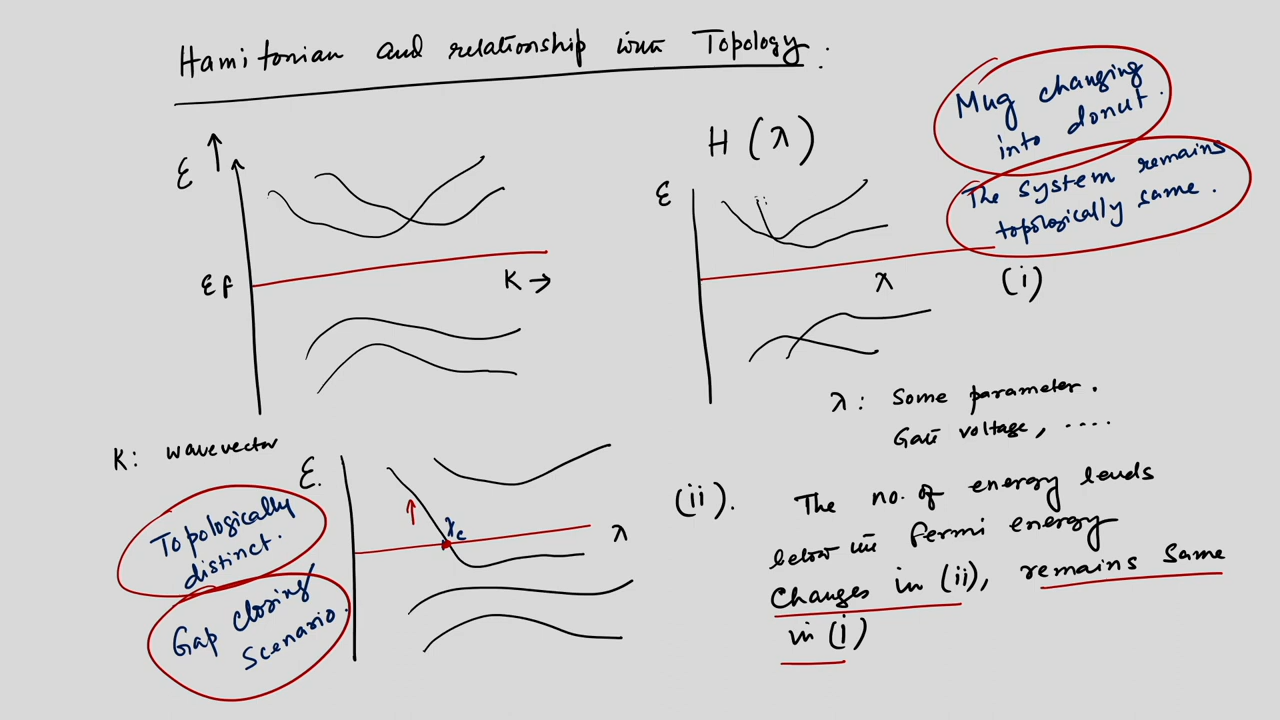 Hamitonian and relationship with Topology.
Mug changing
into donut.
The system remains
topologically same.
ε
H(λ)
ε
εf
K →
λ
(i)
λ: Some parameter.
Gate voltage, ....
K: wavevector
ε.
(ii). The no. of energy levels
below the fermi energy
Changes in (ii), remains same
in (i)
λc
λ
Topologically
distinct.
Gap closing
Scenario.